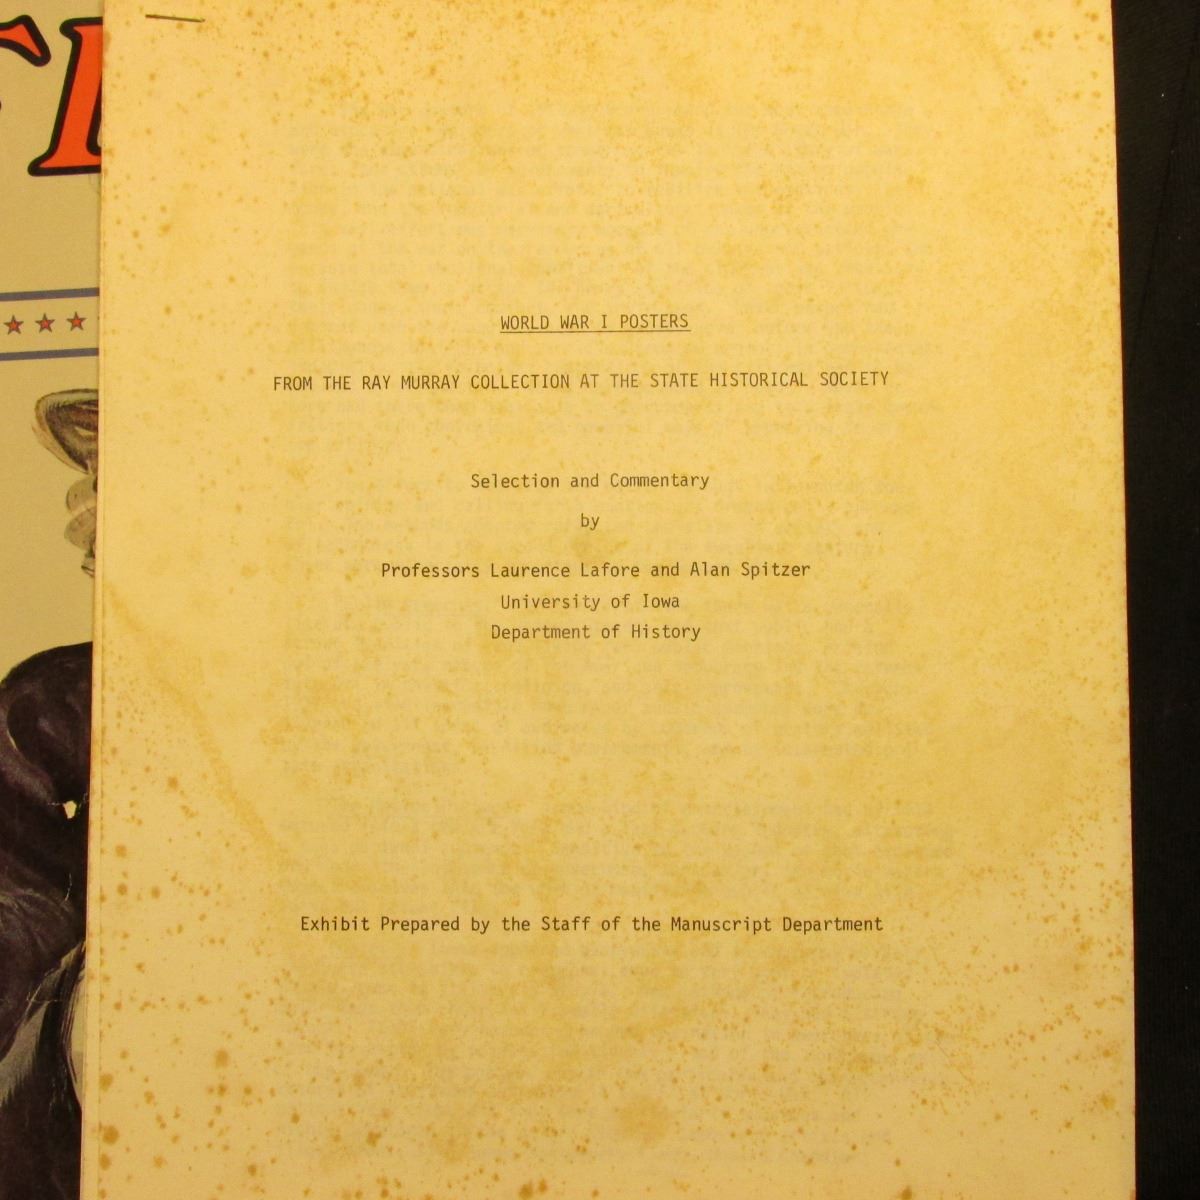 WORLD WAR I POSTERS
FROM THE RAY MURRAY COLLECTION AT THE STATE HISTORICAL SOCIETY
Selection and Commentary
by
Professors Laurence Lafore and Alan Spitzer
University of Iowa
Department of History
Exhibit Prepared by the Staff of the Manuscript Department